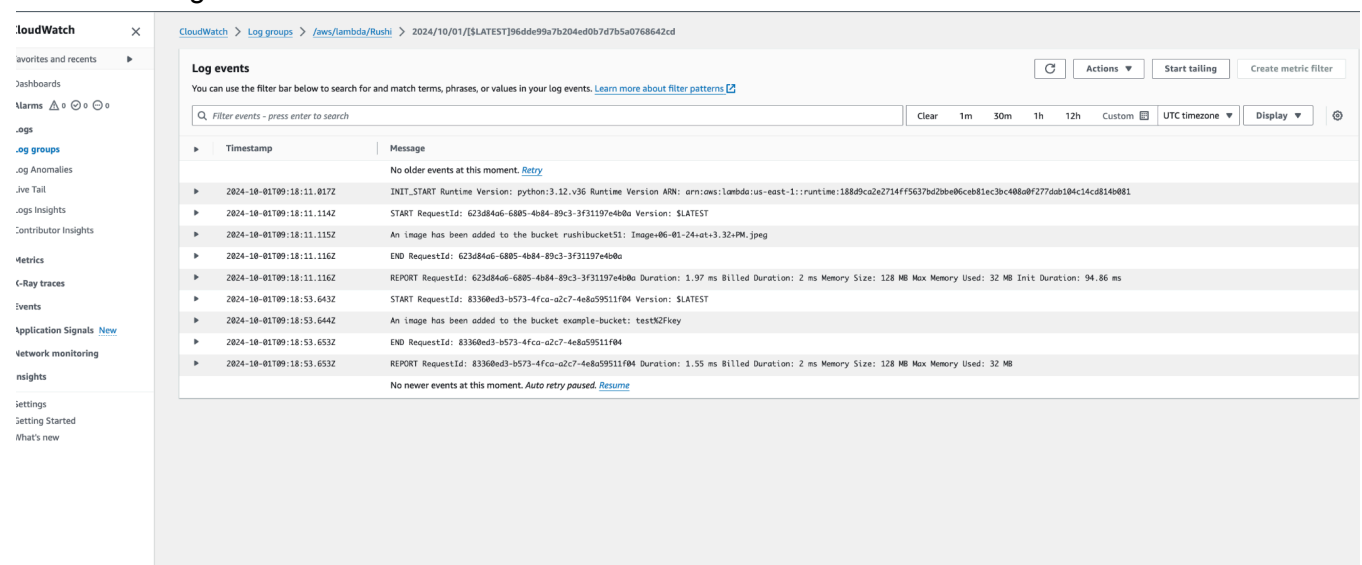 CloudWatch
Favorites and recents
Dashboards
Alarms 0 0 0
Logs
Log groups
Log Anomalies
Live Tail
Logs Insights
Contributor Insights
Metrics
X-Ray traces
Events
Application Signals New
Network monitoring
Insights
Settings
Getting Started
What's new
CloudWatch > Log groups > /aws/lambda/Rushi > 2024/10/01/[$LATEST]96dde99a7b204ed0b7d7b5a0768642cd
Log events
Actions
Start tailing
Create metric filter
You can use the filter bar below to search for and match terms, phrases, or values in your log events. Learn more about filter patterns
Filter events - press enter to search
Clear 1m 30m 1h 12h Custom UTC timezone Display
Timestamp Message
No older events at this moment. Retry
2024-10-01T09:18:11.017Z INIT_START Runtime Version: python:3.12.v36 Runtime Version ARN: arn:aws:lambda:us-east-1::runtime:188d9ca2e2714ff5637bd2bbe06ceb81ec3bc408a0f277dab104c14cd814b081
2024-10-01T09:18:11.114Z START RequestId: 623d84a6-6805-4b84-89c3-3f31197e4b0a Version: $LATEST
2024-10-01T09:18:11.115Z An image has been added to the bucket rushibucket51: Image+06-01-24+at+3.32+PM.jpeg
2024-10-01T09:18:11.116Z END RequestId: 623d84a6-6805-4b84-89c3-3f31197e4b0a
2024-10-01T09:18:11.116Z REPORT RequestId: 623d84a6-6805-4b84-89c3-3f31197e4b0a Duration: 1.97 ms Billed Duration: 2 ms Memory Size: 128 MB Max Memory Used: 32 MB Init Duration: 94.86 ms
2024-10-01T09:18:53.643Z START RequestId: 83360ed3-b573-4fca-a2c7-4e8a59511f04 Version: $LATEST
2024-10-01T09:18:53.644Z An image has been added to the bucket example-bucket: test%2Fkey
2024-10-01T09:18:53.653Z END RequestId: 83360ed3-b573-4fca-a2c7-4e8a59511f04
2024-10-01T09:18:53.653Z REPORT RequestId: 83360ed3-b573-4fca-a2c7-4e8a59511f04 Duration: 1.55 ms Billed Duration: 2 ms Memory Size: 128 MB Max Memory Used: 32 MB
No newer events at this moment. Auto retry paused. Resume